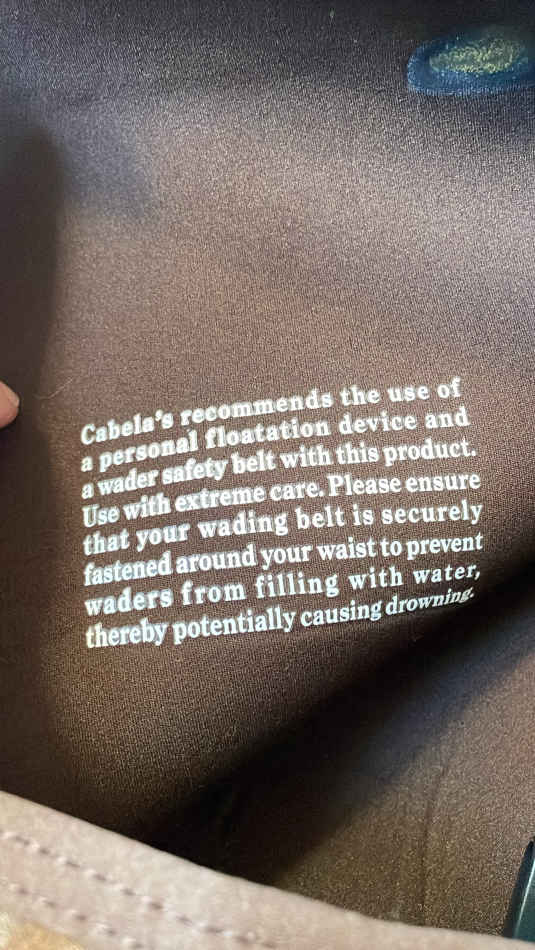 Cabela's recommends the use of
a personal floatation device and
a wader safety belt with this product.
Use with extreme care. Please ensure
that your wading belt is securely
fastened around your waist to prevent
waders from filling with water,
thereby potentially causing drowning.